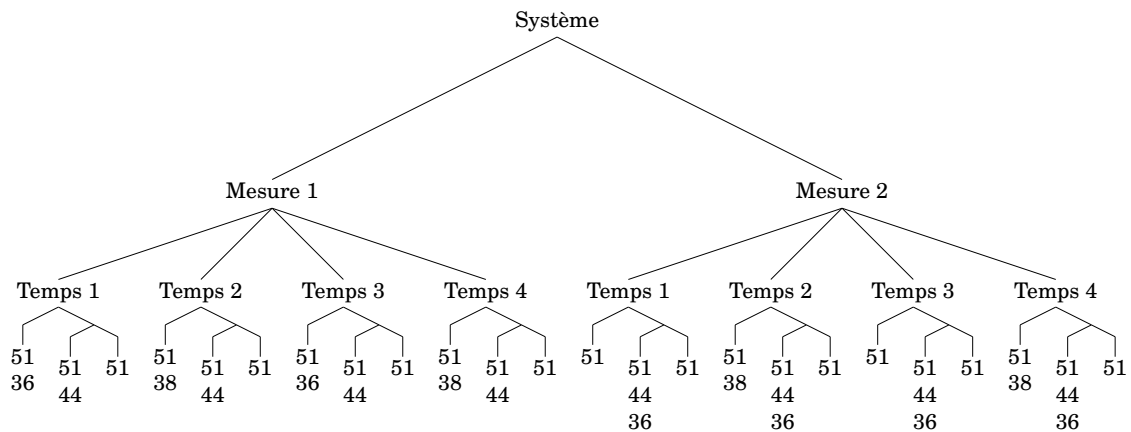 Système
Mesure 1 Mesure 2
Temps 1 Temps 2 Temps 3 Temps 4 Temps 1 Temps 2 Temps 3 Temps 4
51 51 51 51 51 51 51 51 51 51 51 51 51 51 51 51 51 51 51 51 51 51 51 51
36 44 38 44 36 44 38 44 44 38 44 44 38 44
36 36 36 36